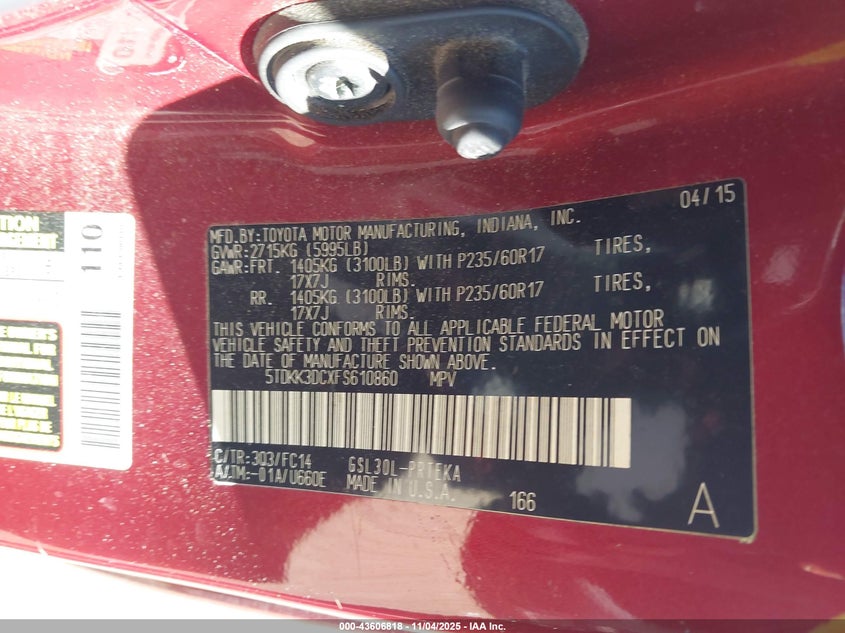 TION
110
04/15
MFD.BY:TOYOTA MOTOR MANUFACTURING, INDIANA, INC.
GVWR:2715KG (5995LB)
GAWR:FRT. 1405KG (3100LB) WITH P235/60R17 TIRES,
17X7J RIMS.
RR. 1405KG (3100LB) WITH P235/60R17 TIRES,
17X7J RIMS.
THIS VEHICLE CONFORMS TO ALL APPLICABLE FEDERAL MOTOR
VEHICLE SAFETY AND THEFT PREVENTION STANDARDS IN EFFECT ON
THE DATE OF MANUFACTURE SHOWN ABOVE.
5TDKK3DCXFS610860 MPV
C/TR:3Q3/FC14 GSL30L-PRTEKA
A/TM:-01A/U660E MADE IN U.S.A.
166 A
000-43606818 - 11/04/2025 - IAA Inc.